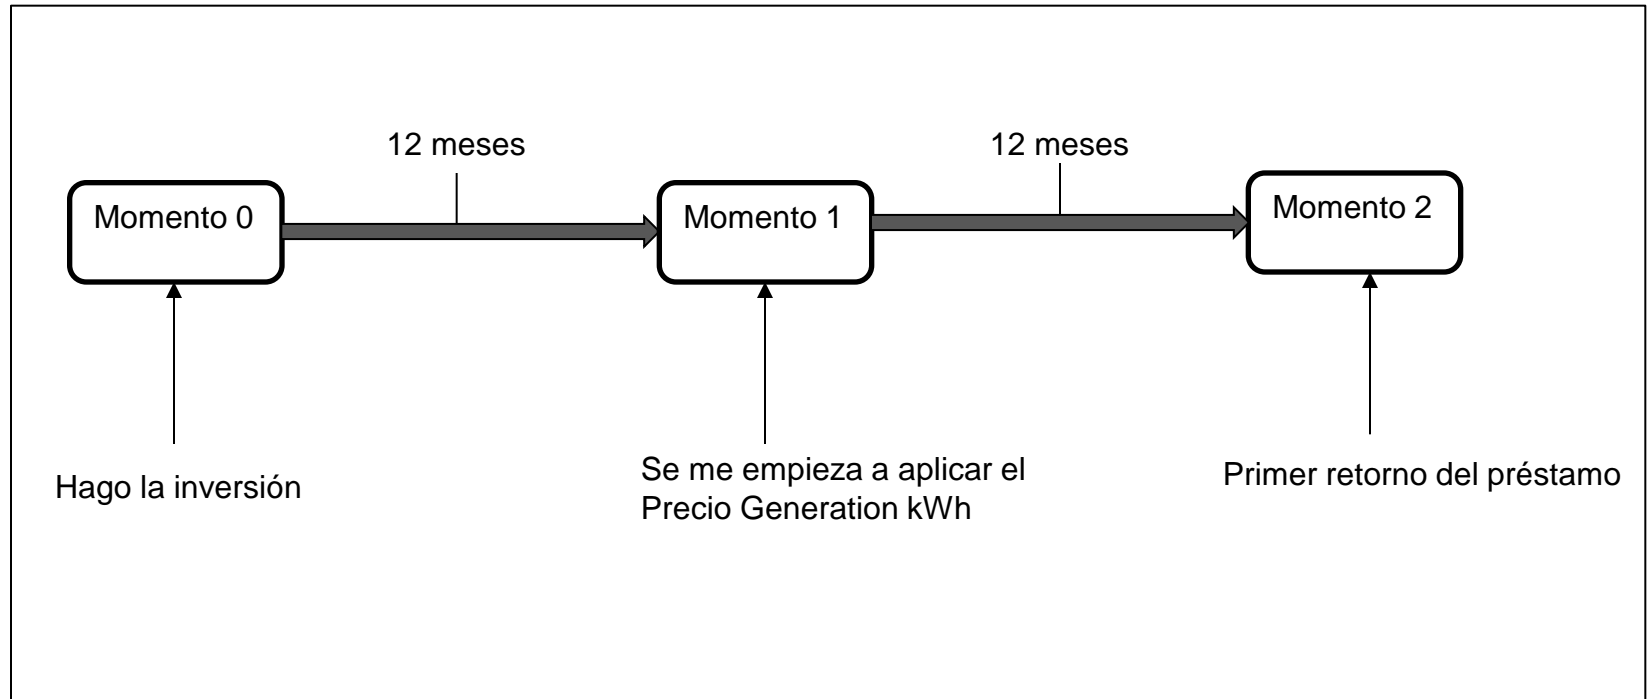 12 meses
12 meses
Momento 0
Momento 1
Momento 2
Hago la inversión
Se me empieza a aplicar el
Precio Generation kWh
Primer retorno del préstamo